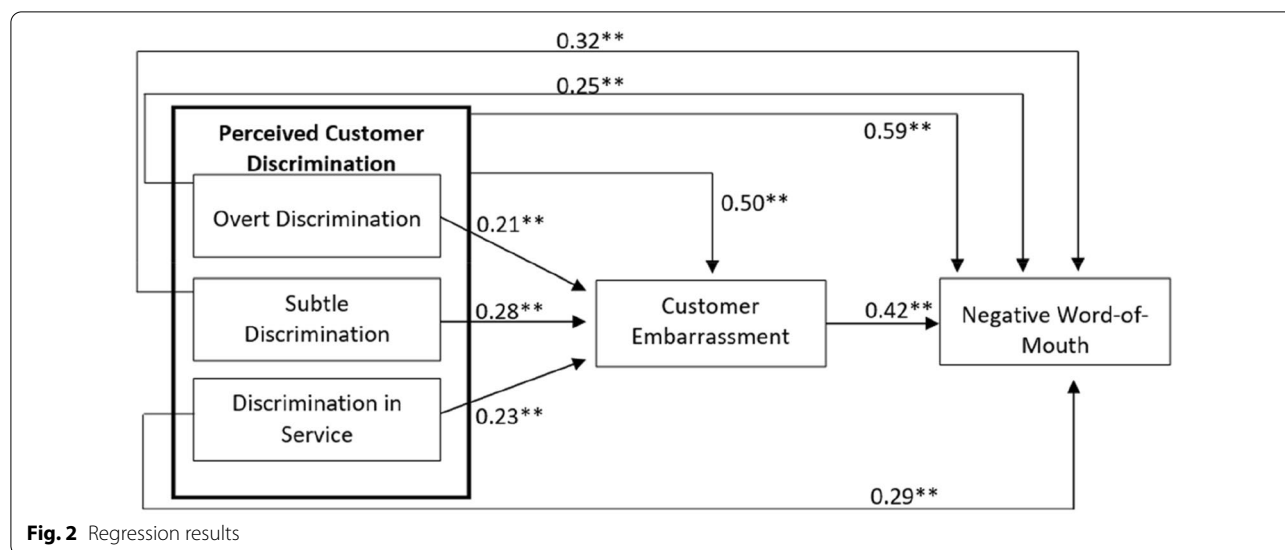 0.32**
0.25**
0.59**
Perceived Customer
Discrimination
Overt Discrimination
0.21**
0.50**
Subtle
Discrimination
0.28**
Customer
Embarrassment
0.42**
Negative Word-of-
Mouth
Discrimination in
Service
0.23**
0.29**
Fig. 2 Regression results